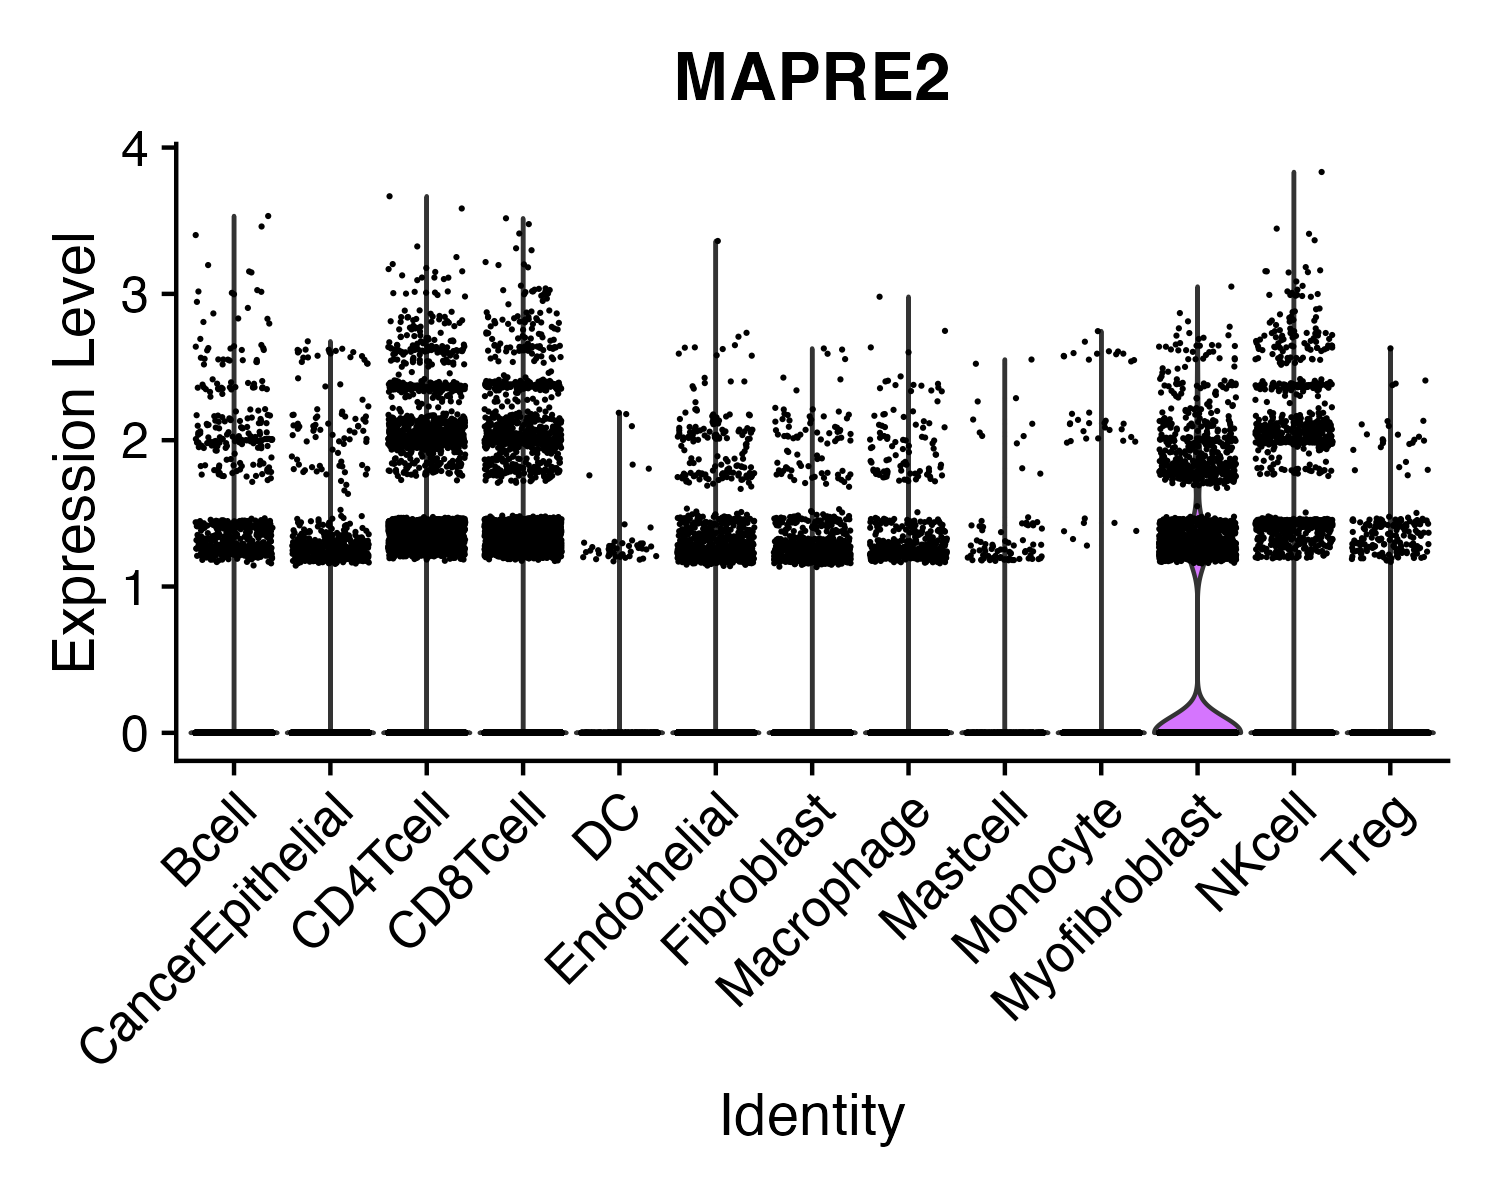 MAPRE2
Expression Level
4
3
2
1
0
Bcell
CancerEpithelial
CD4Tcell
CD8Tcell
DC
Endothelial
Fibroblast
Macrophage
Mastcell
Monocyte
Myofibroblast
NKcell
Treg
Identity